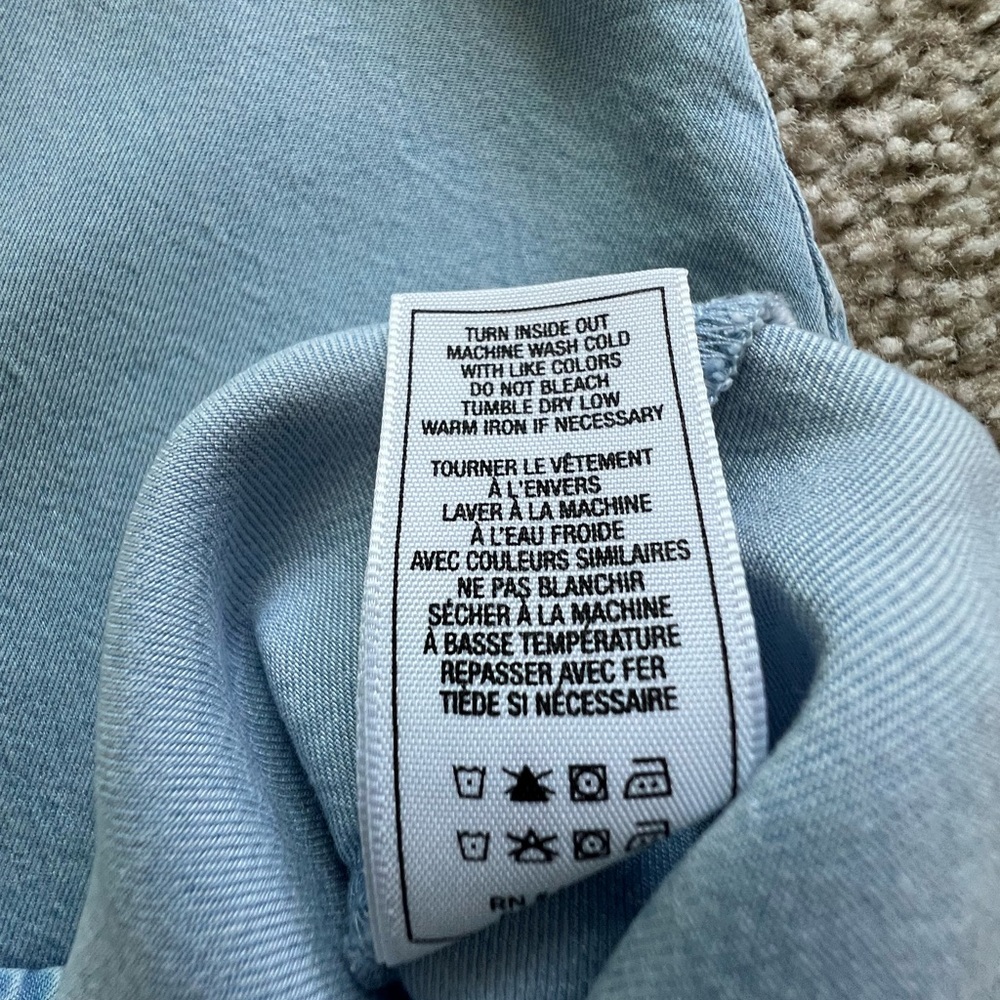 TURN INSIDE OUT
MACHINE WASH COLD
WITH LIKE COLORS
DO NOT BLEACH
TUMBLE DRY LOW
WARM IRON IF NECESSARY
TOURNER LE VÊTEMENT
À L'ENVERS
LAVER À LA MACHINE
À L'EAU FROIDE
AVEC COULEURS SIMILAIRES
NE PAS BLANCHIR
SÉCHER À LA MACHINE
À BASSE TEMPÉRATURE
REPASSER AVEC FER
TIÈDE SI NÉCESSAIRE
RN